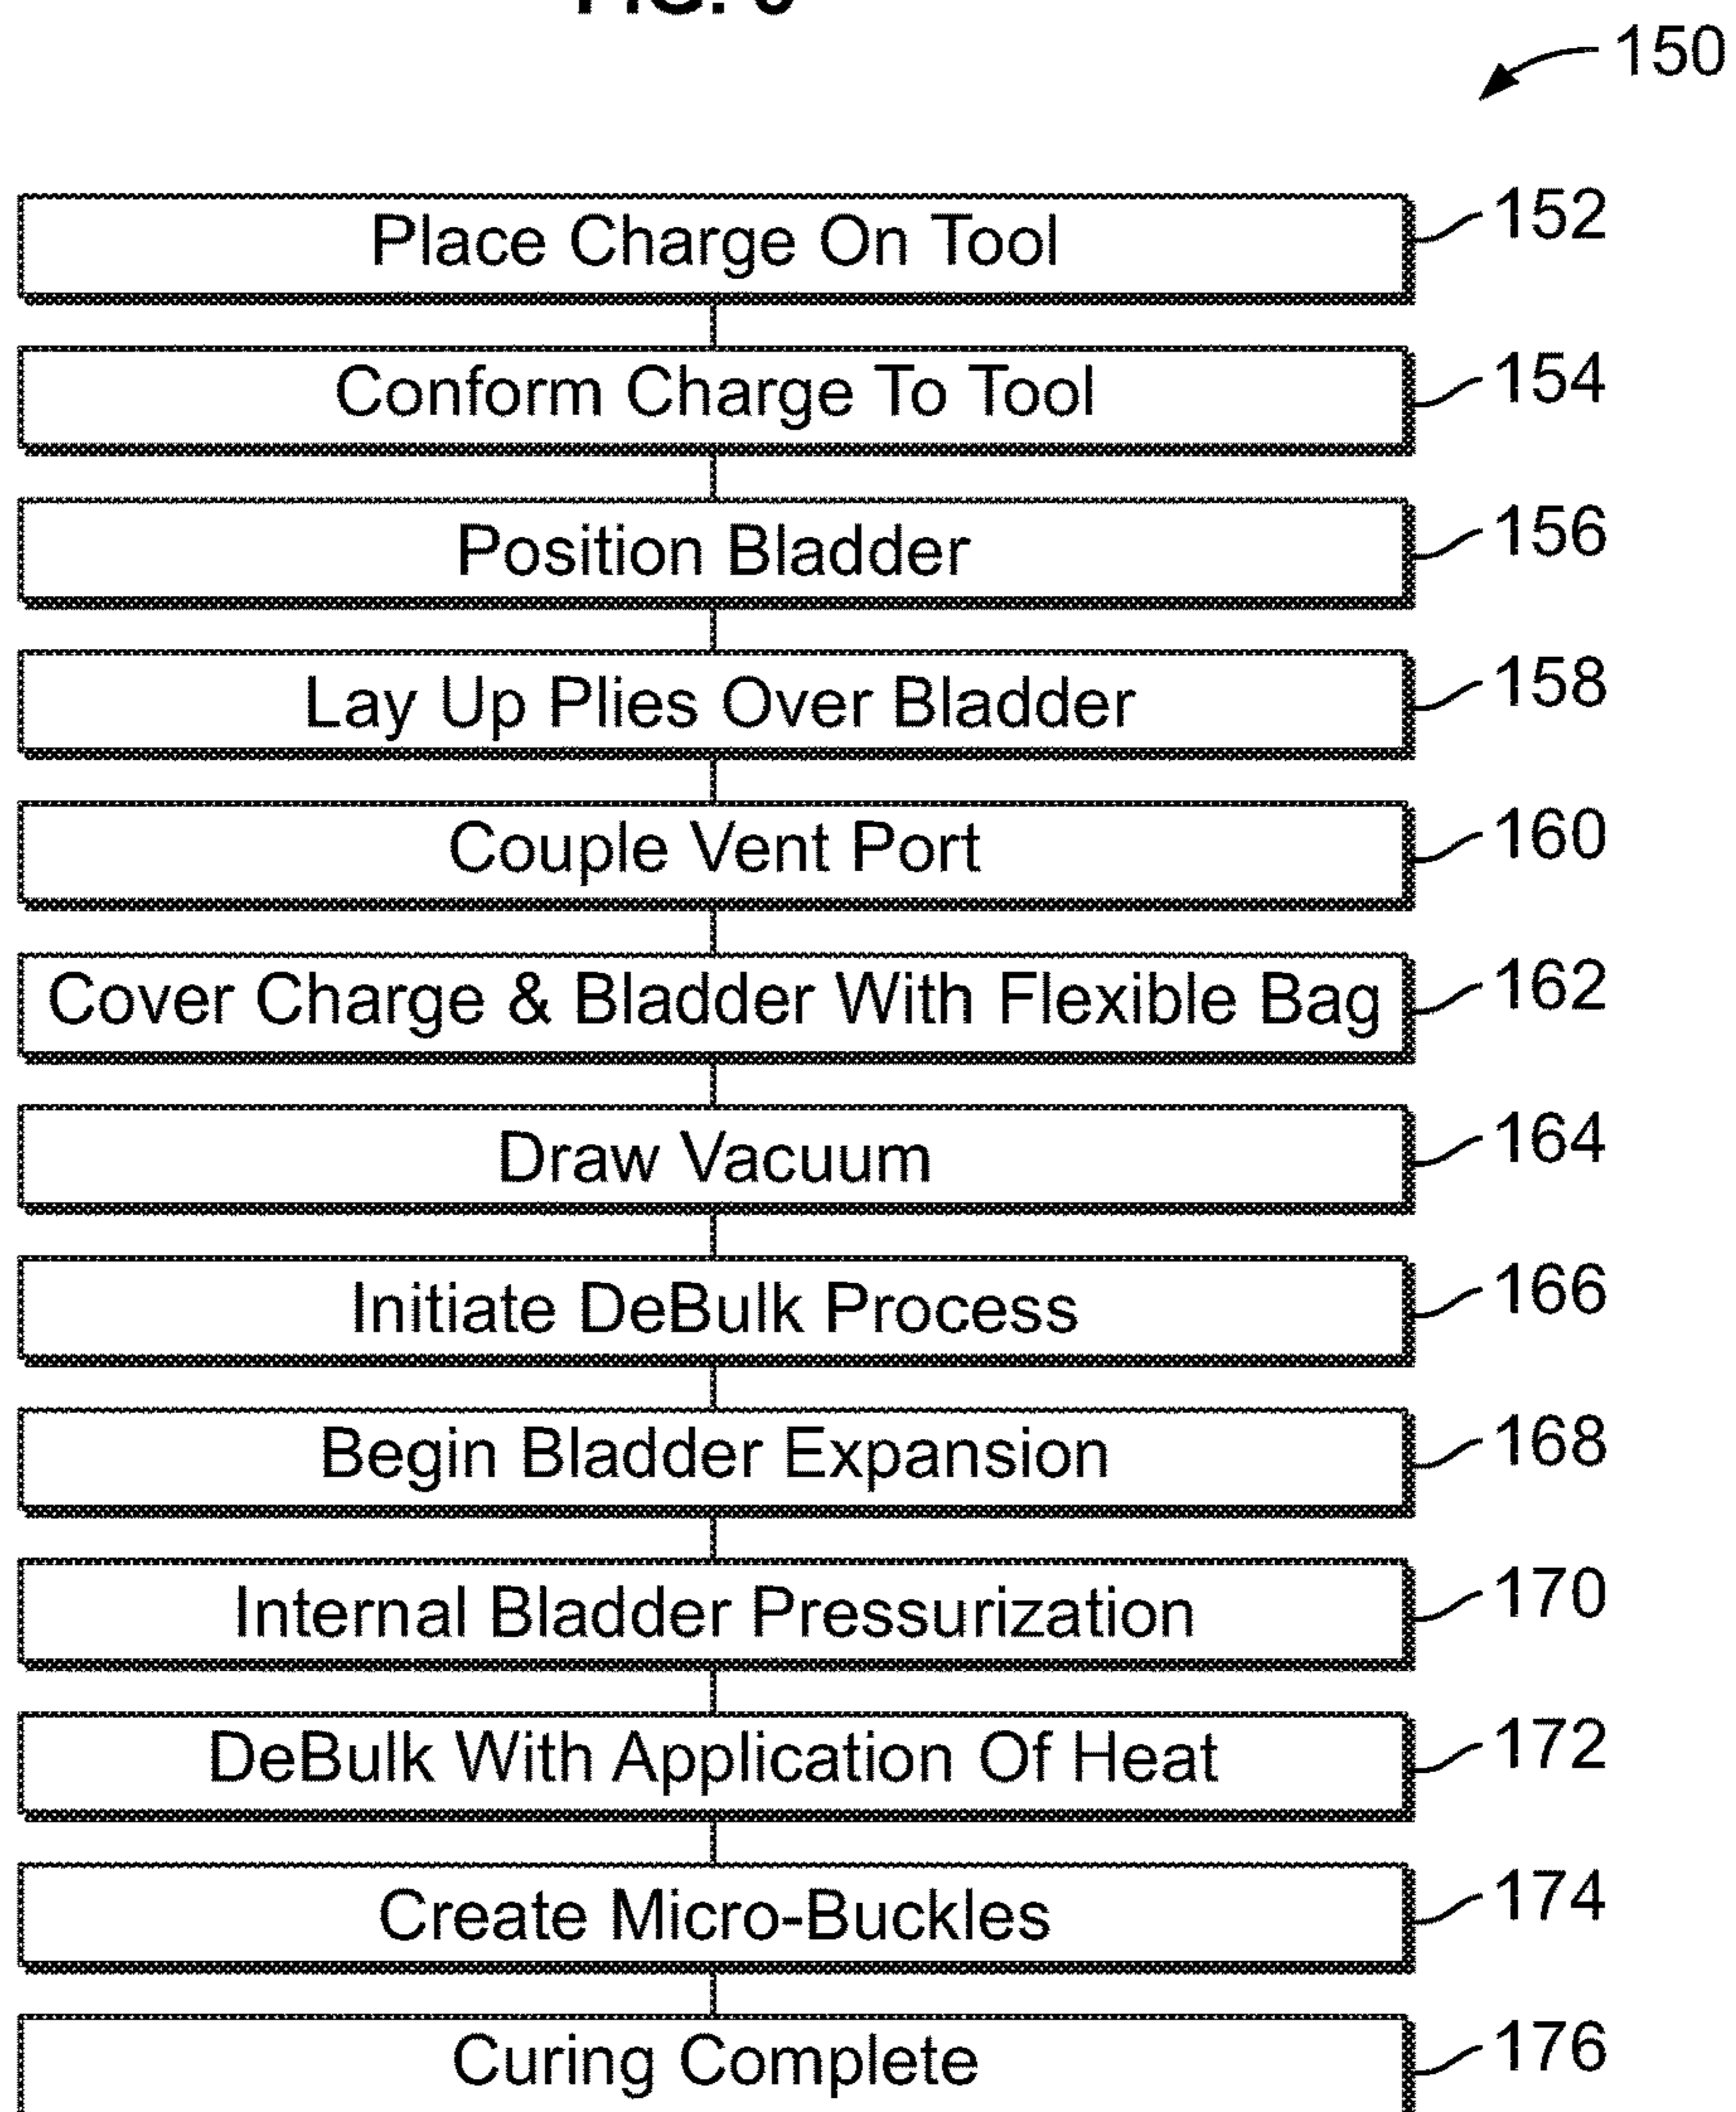 150
Place Charge On Tool 152
Conform Charge To Tool 154
Position Bladder 156
Lay Up Plies Over Bladder 158
Couple Vent Port 160
Cover Charge & Bladder With Flexible Bag 162
Draw Vacuum 164
Initiate DeBulk Process 166
Begin Bladder Expansion 168
Internal Bladder Pressurization 170
DeBulk With Application Of Heat 172
Create Micro-Buckles 174
Curing Complete 176